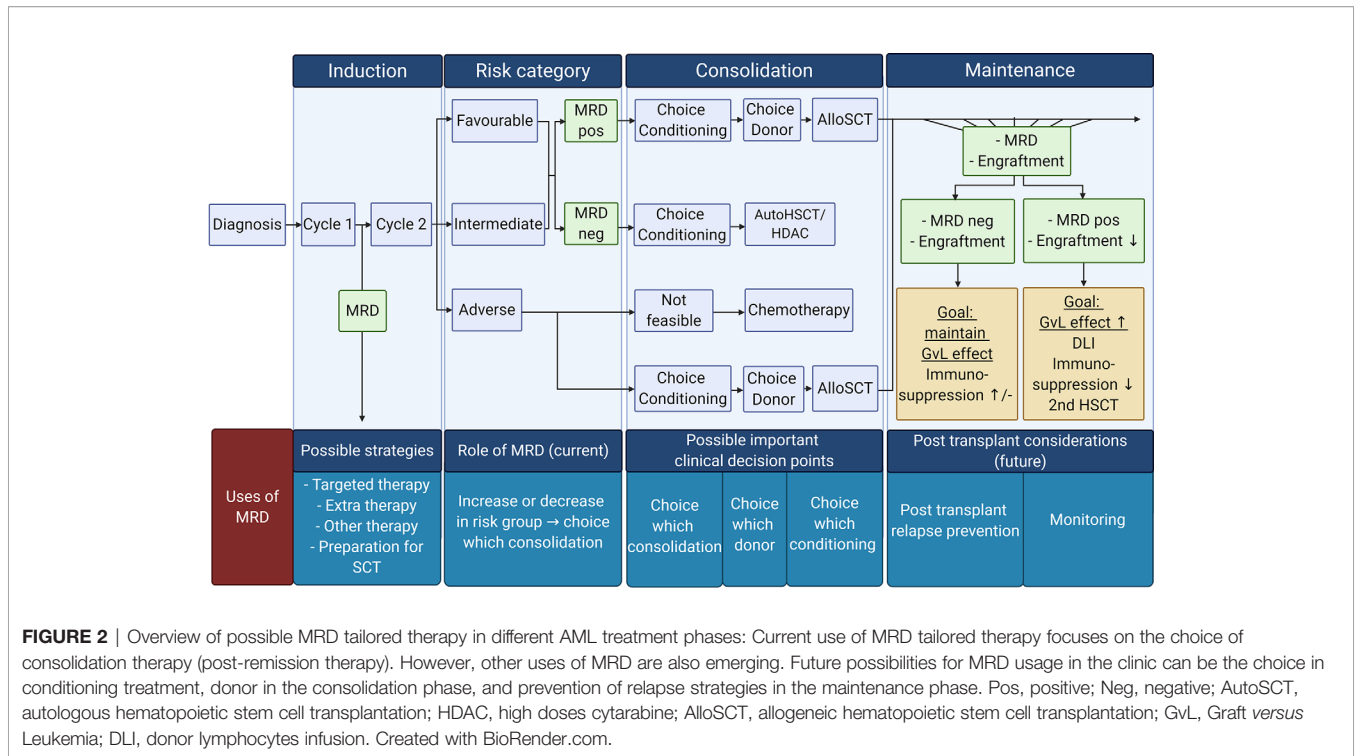 Induction
Risk category
Consolidation
Maintenance
Diagnosis
Cycle 1
Cycle 2
MRD
Favourable
Intermediate
Adverse
MRD
pos
MRD
neg
Choice
Conditioning
Choice
Donor
AlloSCT
Choice
Conditioning
AutoHSCT/
HDAC
Not
feasible
Chemotherapy
Choice
Conditioning
Choice
Donor
AlloSCT
- MRD
- Engraftment
- MRD neg
- Engraftment
- MRD pos
- Engraftment ↓
Goal:
maintain
GvL effect
Immuno-
suppression ↑/-
Goal:
GvL effect ↑
DLI
Immuno-
suppression ↓
2nd HSCT
Uses of
MRD
Possible strategies
- Targeted therapy
- Extra therapy
- Other therapy
- Preparation for
SCT
Role of MRD (current)
Increase or decrease
in risk group → choice
which consolidation
Possible important
clinical decision points
Choice
which
consolidation
Choice
which
donor
Choice
which
conditioning
Post transplant considerations
(future)
Post transplant
relapse prevention
Monitoring
FIGURE 2 | Overview of possible MRD tailored therapy in different AML treatment phases: Current use of MRD tailored therapy focuses on the choice of
consolidation therapy (post-remission therapy). However, other uses of MRD are also emerging. Future possibilities for MRD usage in the clinic can be the choice in
conditioning treatment, donor in the consolidation phase, and prevention of relapse strategies in the maintenance phase. Pos, positive; Neg, negative; AutoSCT,
autologous hematopoietic stem cell transplantation; HDAC, high doses cytarabine; AlloSCT, allogeneic hematopoietic stem cell transplantation; GvL, Graft versus
Leukemia; DLI, donor lymphocytes infusion. Created with BioRender.com.